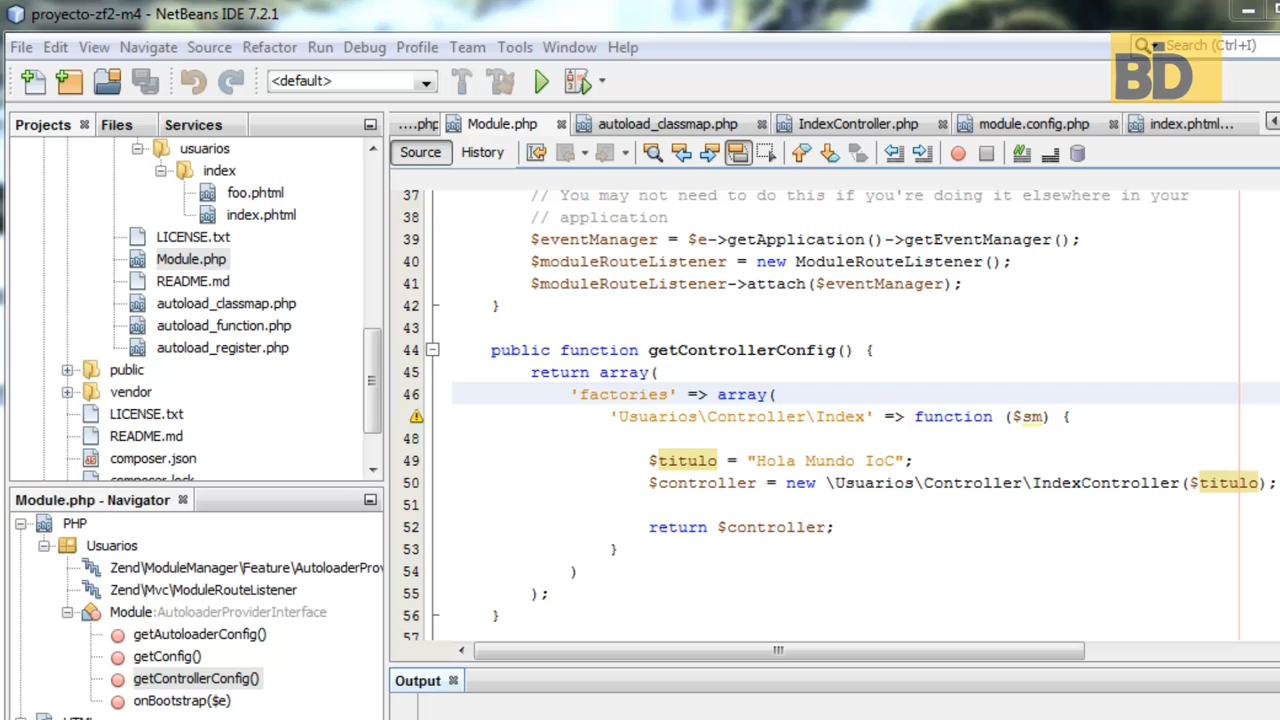 proyecto-zf2-m4 - NetBeans IDE 7.2.1
File Edit View Navigate Source Refactor Run Debug Profile Team Tools Window Help
Search (Ctrl+I)
BD
<default>
Projects Files Services
usuarios
index
foo.phtml
index.phtml
LICENSE.txt
Module.php
README.md
autoload_classmap.php
autoload_function.php
autoload_register.php
public
vendor
LICENSE.txt
README.md
composer.json
composer.lock
Module.php - Navigator
PHP
Usuarios
Zend\ModuleManager\Feature\AutoloaderProv
Zend\Mvc\ModuleRouteListener
Module:AutoloaderProviderInterface
getAutoloaderConfig()
getConfig()
getControllerConfig()
onBootstrap($e)
HTML
....php Module.php autoload_classmap.php IndexController.php module.config.php index.phtml...
Source History
37 // You may not need to do this if you're doing it elsewhere in your
38 // application
39 $eventManager = $e->getApplication()->getEventManager();
40 $moduleRouteListener = new ModuleRouteListener();
41 $moduleRouteListener->attach($eventManager);
42 }
43
44 public function getControllerConfig() {
45 return array(
46 'factories' => array(
'Usuarios\Controller\Index' => function ($sm) {
48
49 $titulo = "Hola Mundo IoC";
50 $controller = new \Usuarios\Controller\IndexController($titulo);
51
52 return $controller;
53 }
54 )
55 );
56 }
57
Output